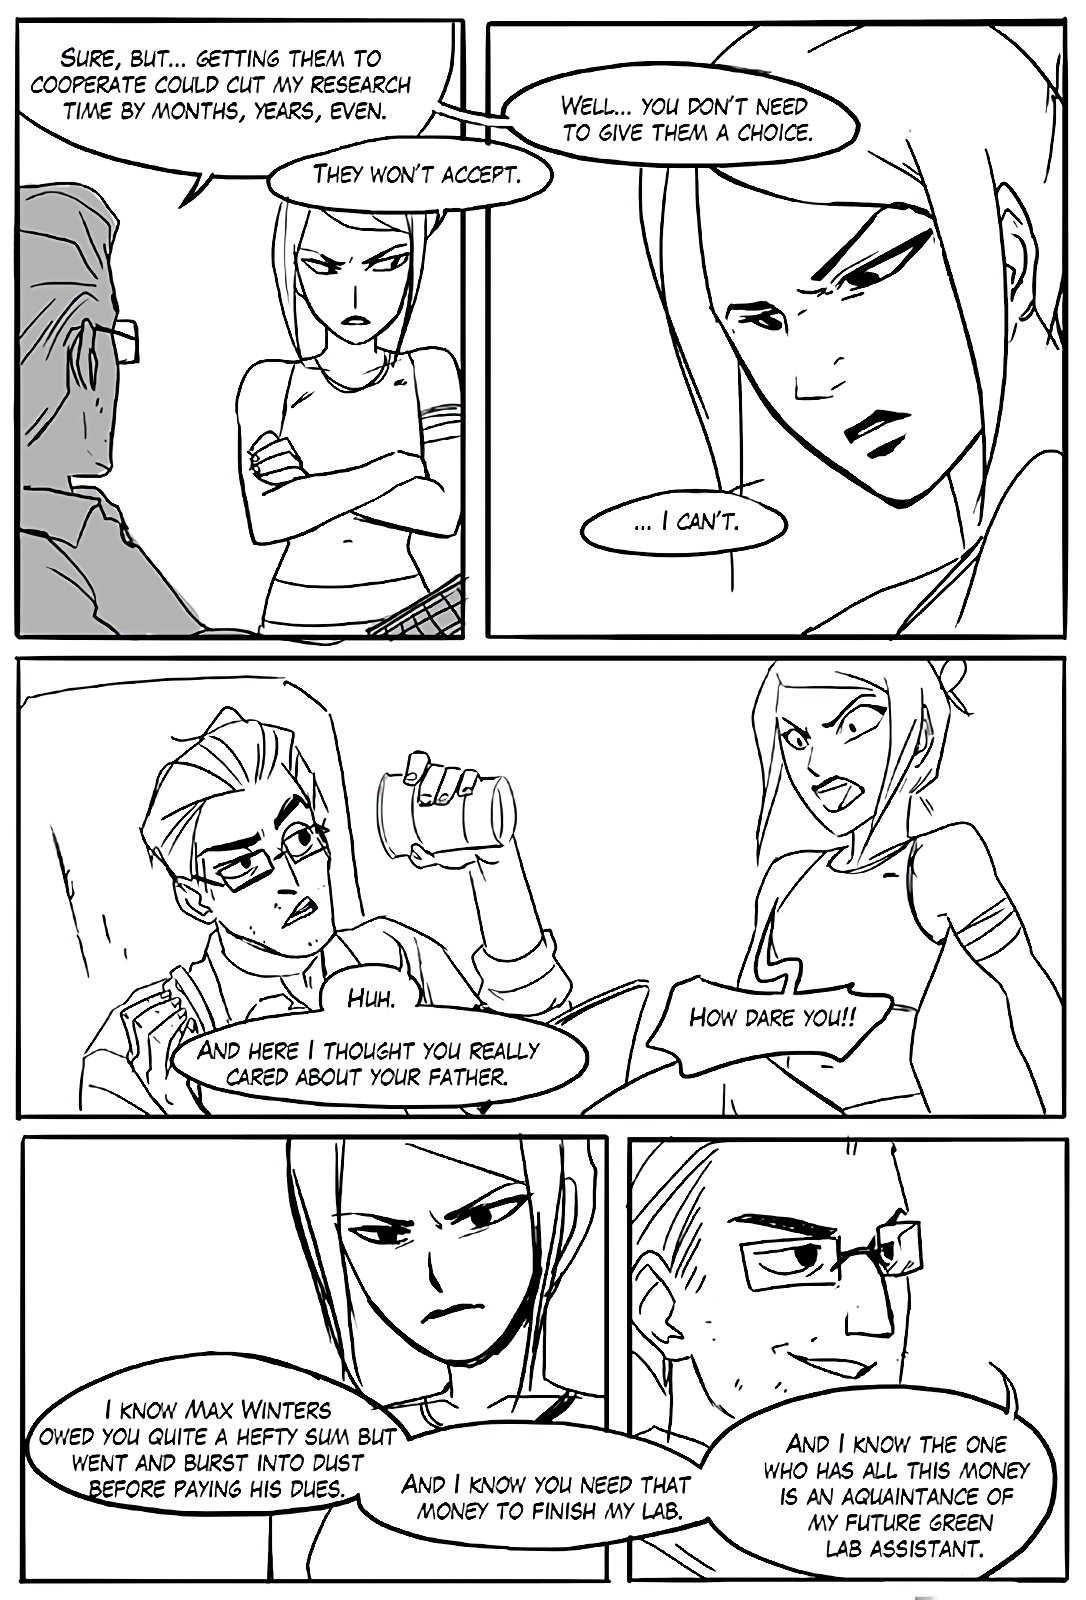 SURE, BUT... GETTING THEM TO
COOPERATE COULD CUT MY RESEARCH
TIME BY MONTHS, YEARS, EVEN.
THEY WON'T ACCEPT.
WELL... YOU DON'T NEED
TO GIVE THEM A CHOICE.
... I CAN'T.
HUH.
AND HERE I THOUGHT YOU REALLY
CARED ABOUT YOUR FATHER.
HOW DARE YOU!!
I KNOW MAX WINTERS
OWED YOU QUITE A HEFTY SUM BUT
WENT AND BURST INTO DUST
BEFORE PAYING HIS DUES.
AND I KNOW YOU NEED THAT
MONEY TO FINISH MY LAB.
AND I KNOW THE ONE
WHO HAS ALL THIS MONEY
IS AN AQUAINTANCE OF
MY FUTURE GREEN
LAB ASSISTANT.